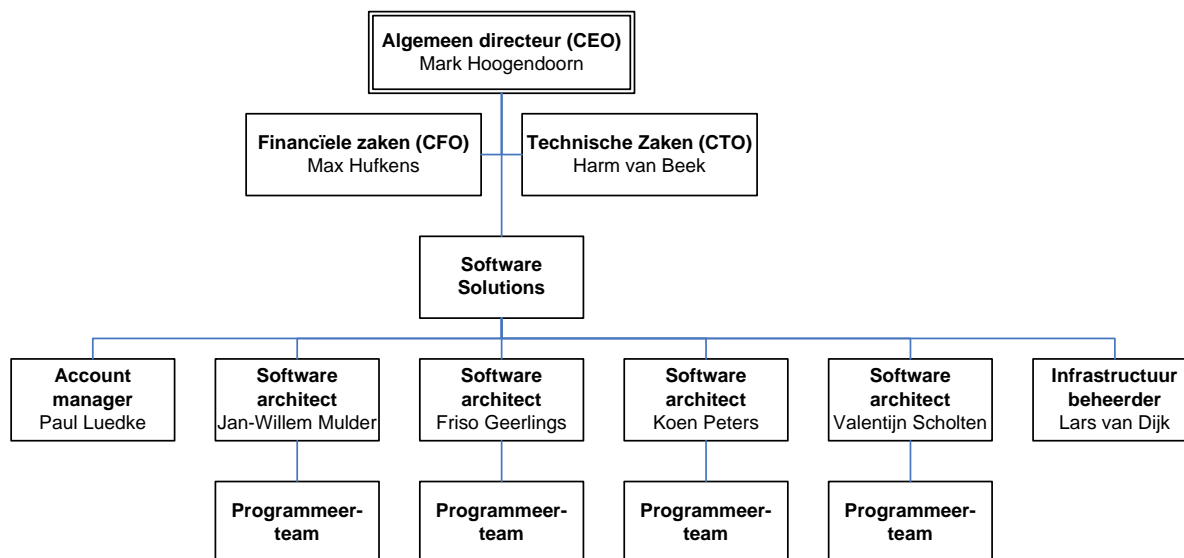 Algemeen directeur (CEO)
Mark Hoogendoorn
Financïele zaken (CFO)
Max Hufkens
Technische Zaken (CTO)
Harm van Beek
Software
Solutions
Account
manager
Paul Luedke
Software
architect
Jan-Willem Mulder
Software
architect
Friso Geerlings
Software
architect
Koen Peters
Software
architect
Valentijn Scholten
Infrastructuur
beheerder
Lars van Dijk
Programmeer-
team
Programmeer-
team
Programmeer-
team
Programmeer-
team